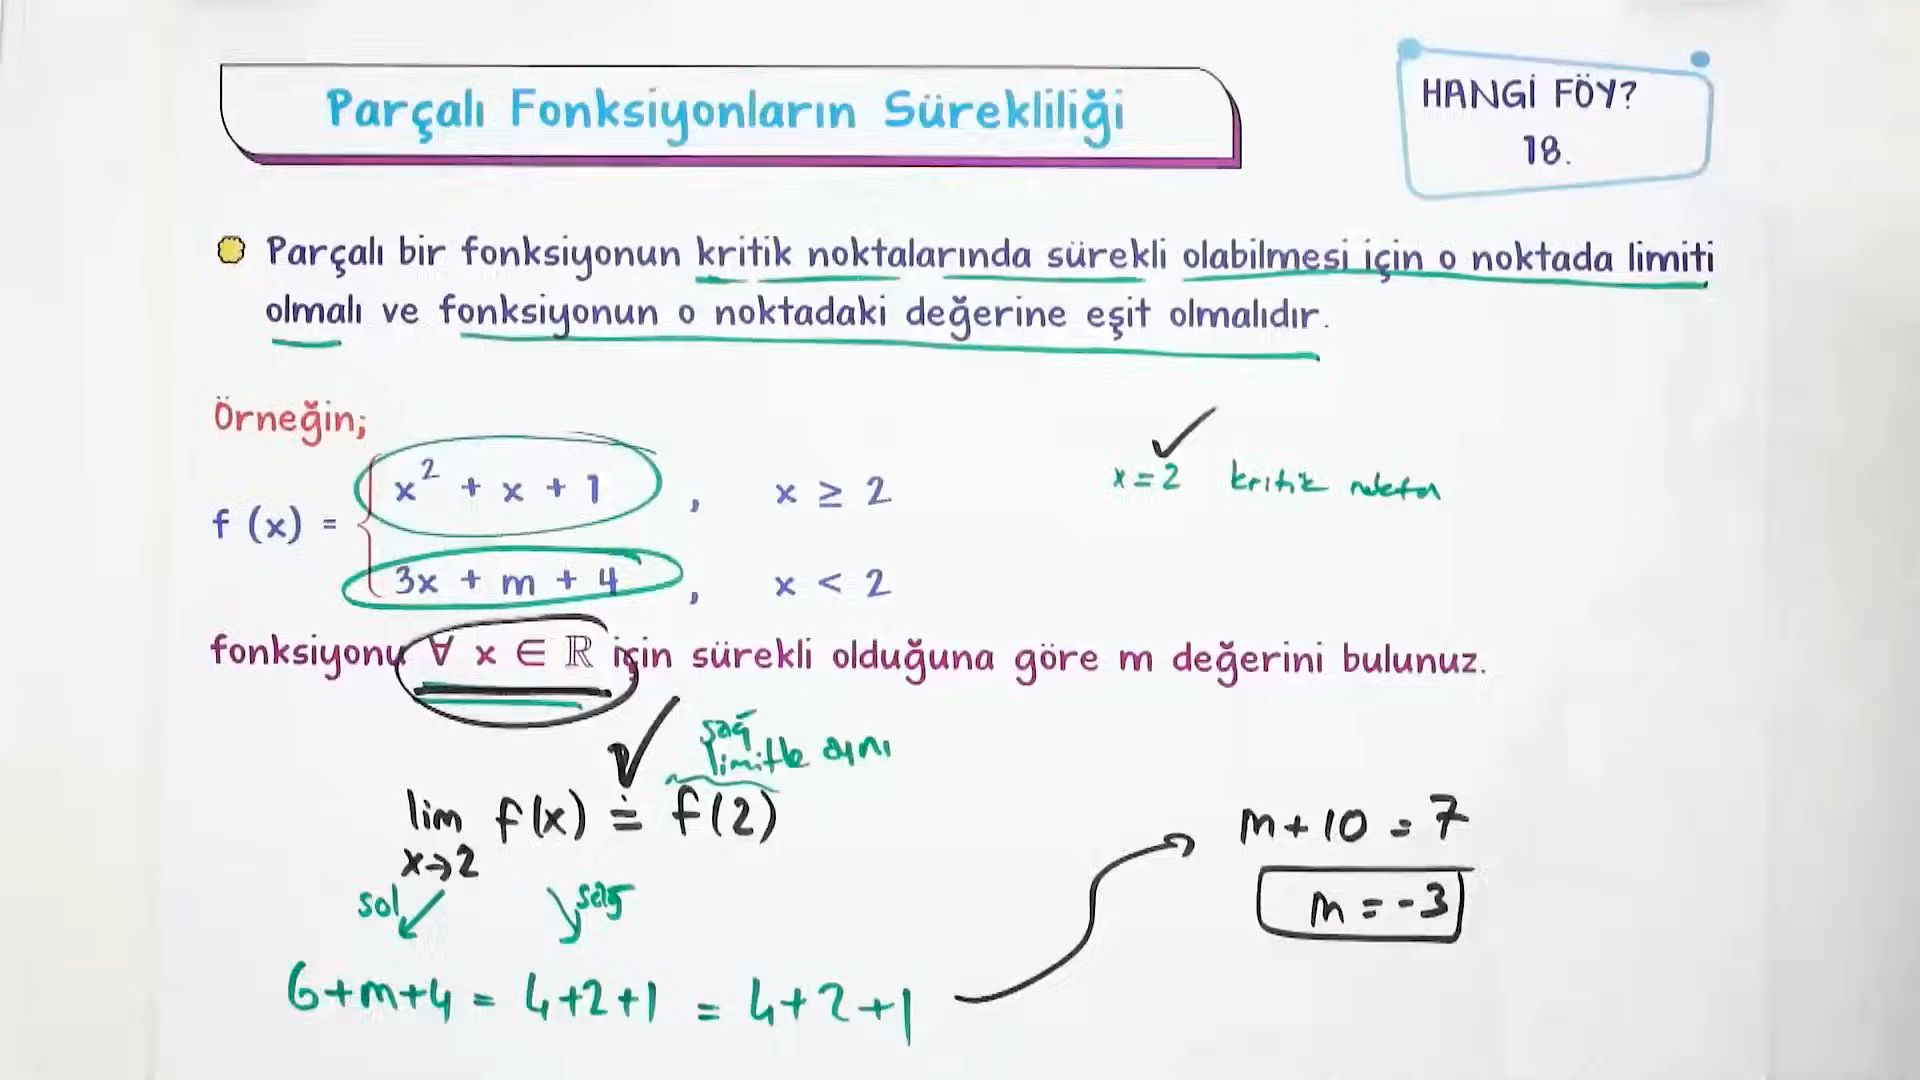 Parçalı Fonksiyonların Sürekliliği
HANGİ FÖY?
18.
Parçalı bir fonksiyonun kritik noktalarında sürekli olabilmesi için o noktada limiti
olmalı ve fonksiyonun o noktadaki değerine eşit olmalıdır.
Örneğin;
f (x) =
x² + x + 1 , x ≥ 2
3x + m + 4 , x < 2
x = 2 kritik nokta
fonksiyonu ∀ x ∈ ℝ için sürekli olduğuna göre m değerini bulunuz.
sağ
limitle aynı
lim f(x) = f(2)
x→2
sol sağ
6+m+4 = 4+2+1 = 4+2+1
m+10 = 7
m = -3